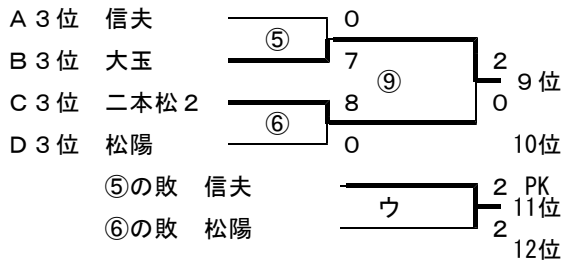 A3位 信夫 0
⑤
B3位 大玉 7 2
⑨ 9位
C3位 二本松2 8 0
⑥
D3位 松陽 0 10位
⑤の敗 信夫 2 PK
ウ 11位
⑥の敗 松陽 2
12位